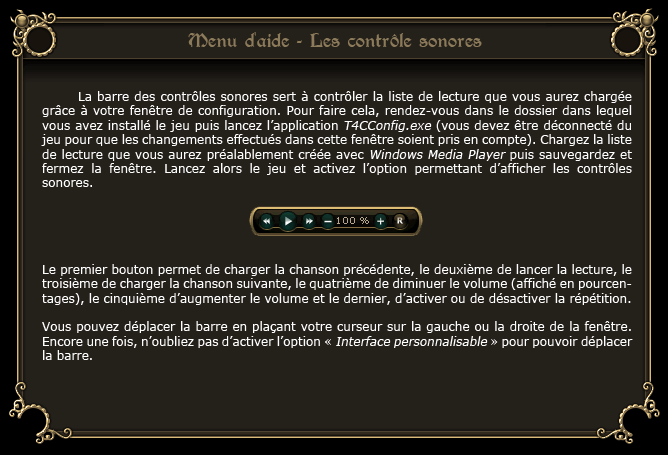 Menu d'aide - Les contrôle sonores
La barre des contrôles sonores sert à contrôler la liste de lecture que vous aurez chargée
grâce à votre fenêtre de configuration. Pour faire cela, rendez-vous dans le dossier dans lequel
vous avez installé le jeu puis lancez l'application T4CConfig.exe (vous devez être déconnecté du
jeu pour que les changements effectués dans cette fenêtre soient pris en compte). Chargez la liste
de lecture que vous aurez préalablement créée avec Windows Media Player puis sauvegardez et
fermez la fenêtre. Lancez alors le jeu et activez l'option permettant d'afficher les contrôles
sonores.
100 % R
Le premier bouton permet de charger la chanson précédente, le deuxième de lancer la lecture, le
troisième de charger la chanson suivante, le quatrième de diminuer le volume (affiché en pourcen-
tages), le cinquième d'augmenter le volume et le dernier, d'activer ou de désactiver la répétition.
Vous pouvez déplacer la barre en plaçant votre curseur sur la gauche ou la droite de la fenêtre.
Encore une fois, n'oubliez pas d'activer l'option « Interface personnalisable » pour pouvoir déplacer
la barre.